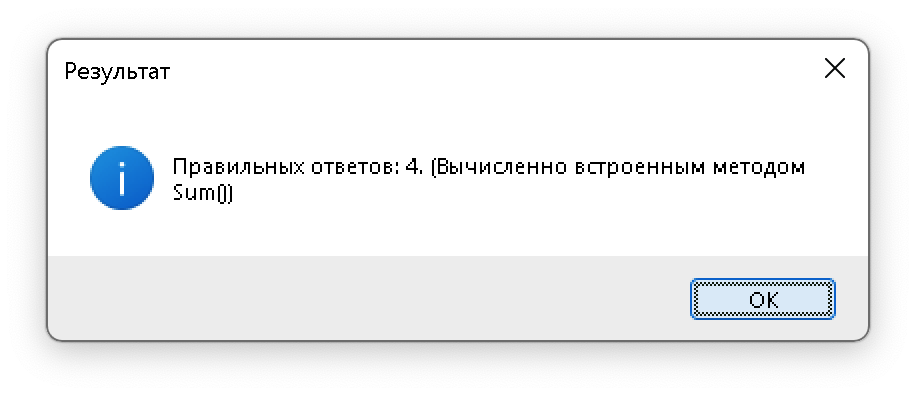 Результат
Правильных ответов: 4. (Вычисленно встроенным методом
Sum())
OK